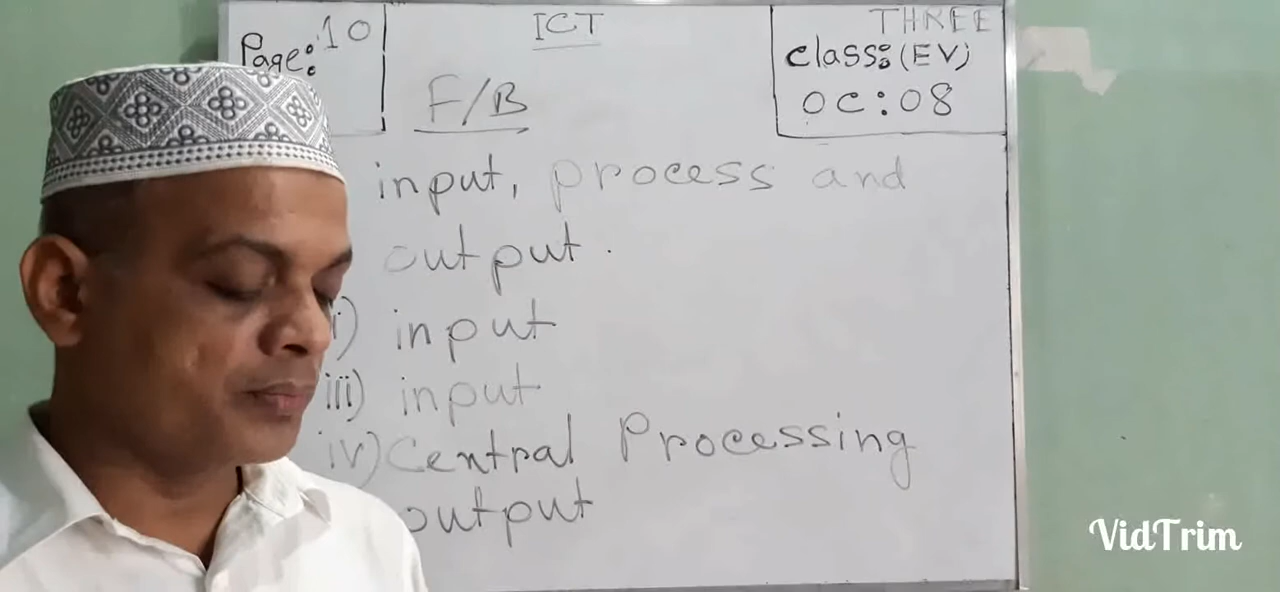 Page: 10
ICT
THREE
class: (EV)
OC: 08
F/B
input, process and
output.
i) input
iii) input
iv) Central Processing
output
VidTrim